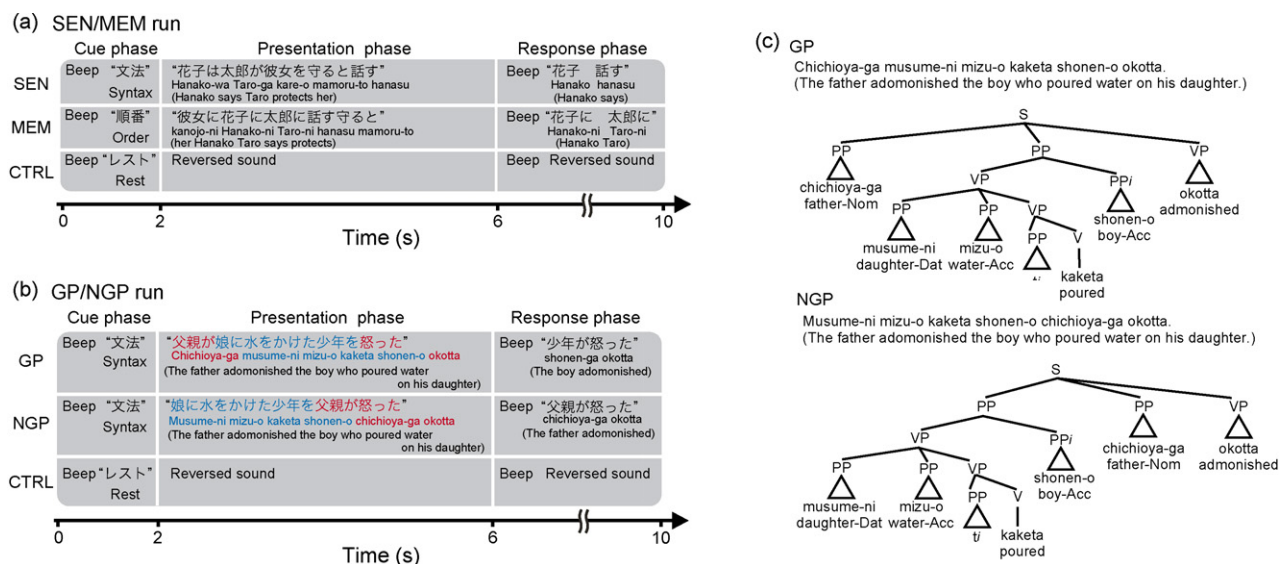 (a) SEN/MEM run
Cue phase Presentation phase Response phase
SEN
Beep "文法"
Syntax
"花子は太郎が彼女を守ると話す"
Hanako-wa Taro-ga kare-o mamoru-to hanasu
(Hanako says Taro protects her)
Beep "花子 話す"
Hanako hanasu
(Hanako says)
MEM
Beep "順番"
Order
"彼女に花子に太郎に話す守ると"
kanojo-ni Hanako-ni Taro-ni hanasu mamoru-to
(her Hanako Taro says protects)
Beep "花子に 太郎に"
Hanako-ni Taro-ni
(Hanako Taro)
CTRL
Beep "レスト"
Rest
Reversed sound
Beep Reversed sound
0 2 6 10
Time (s)
(b) GP/NGP run
Cue phase Presentation phase Response phase
GP
Beep "文法"
Syntax
"父親が娘に水をかけた少年を怒った"
Chichioya-ga musume-ni mizu-o kaketa shonen-o okotta
(The father adomonished the boy who poured water
on his daughter)
Beep "少年が怒った"
shonen-ga okotta
(The boy adomonished)
NGP
Beep "文法"
Syntax
"娘に水をかけた少年を父親が怒った"
Musume-ni mizu-o kaketa shonen-o chichioya-ga okotta
(The father adomonished the boy who poured water
on his daughter)
Beep "父親が怒った"
chichioya-ga okotta
(The father adomonished)
CTRL
Beep "レスト"
Rest
Reversed sound
Beep Reversed sound
0 2 6 10
Time (s)
(c) GP
Chichioya-ga musume-ni mizu-o kaketa shonen-o okotta.
(The father adomonished the boy who poured water on his daughter.)
S
PP PP VP
chichioya-ga
father-Nom
VP PPi
okotta
admonished
PP PP VP
shonen-o
boy-Acc
musume-ni
daughter-Dat
mizu-o
water-Acc
PP V
kaketa
poured
NGP
Musume-ni mizu-o kaketa shonen-o chichioya-ga okotta.
(The father adomonished the boy who poured water on his daughter.)
S
PP PP VP
VP PPi
chichioya-ga
father-Nom
okotta
admonished
PP PP VP
shonen-o
boy-Acc
musume-ni
daughter-Dat
mizu-o
water-Acc
PP V
ti
kaketa
poured